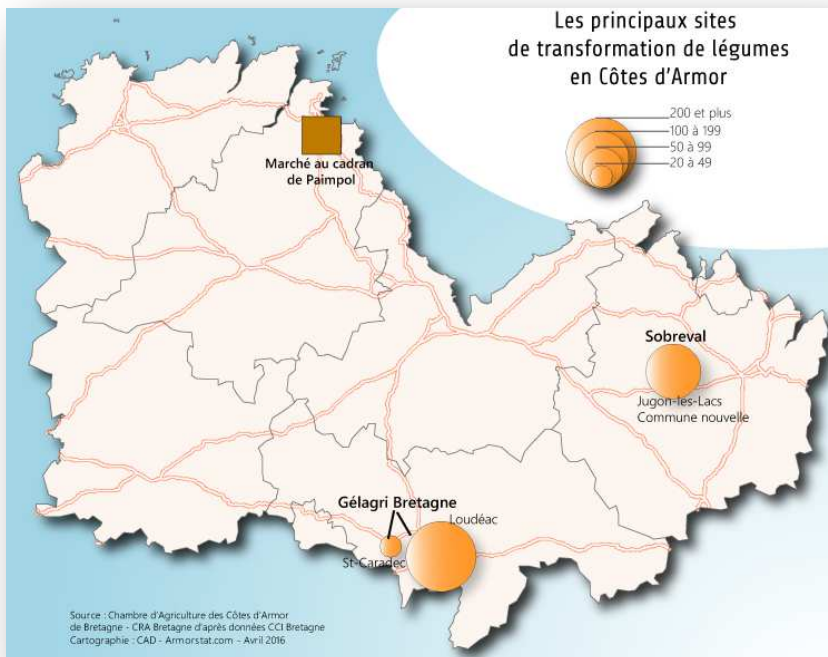 Les principaux sites
de transformation de légumes
en Côtes d'Armor
200 et plus
100 à 199
50 à 99
20 à 49
Marché au cadran
de Paimpol
Sobreval
Jugon-les-Lacs
Commune nouvelle
Gélagri Bretagne
Loudéac
St-Caradec
Source : Chambre d'Agriculture des Côtes d'Armor
de Bretagne - CRA Bretagne d'après données CCI Bretagne
Cartographie : CAD - Armorstat.com - Avril 2016